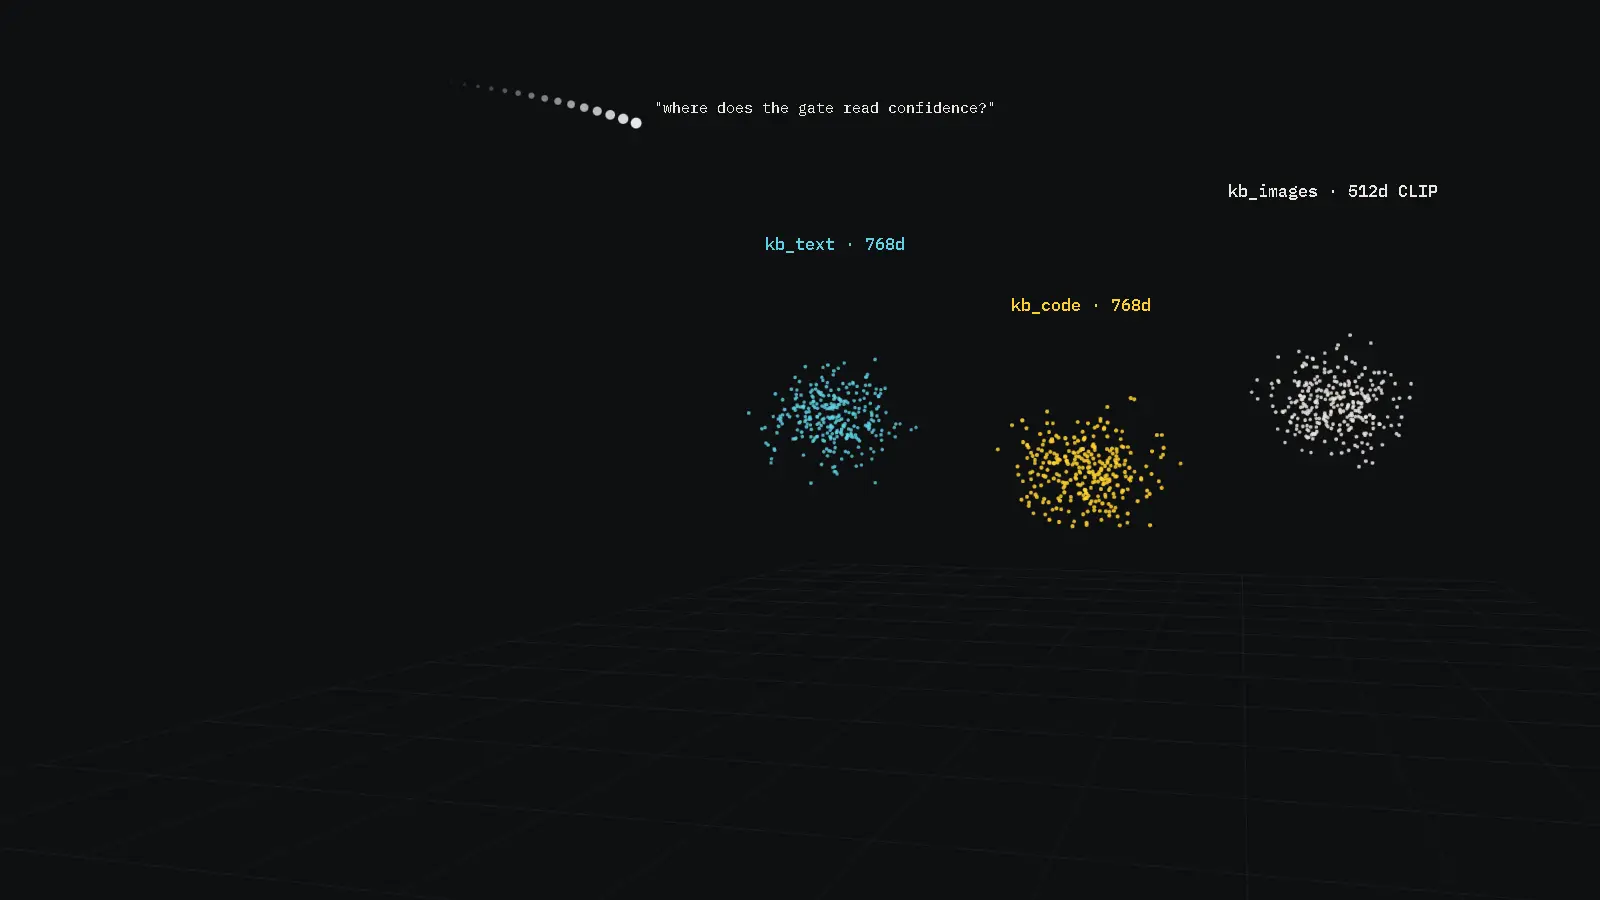 "where does the gate read confidence?"
kb_images · 512d CLIP
kb_text · 768d
kb_code · 768d